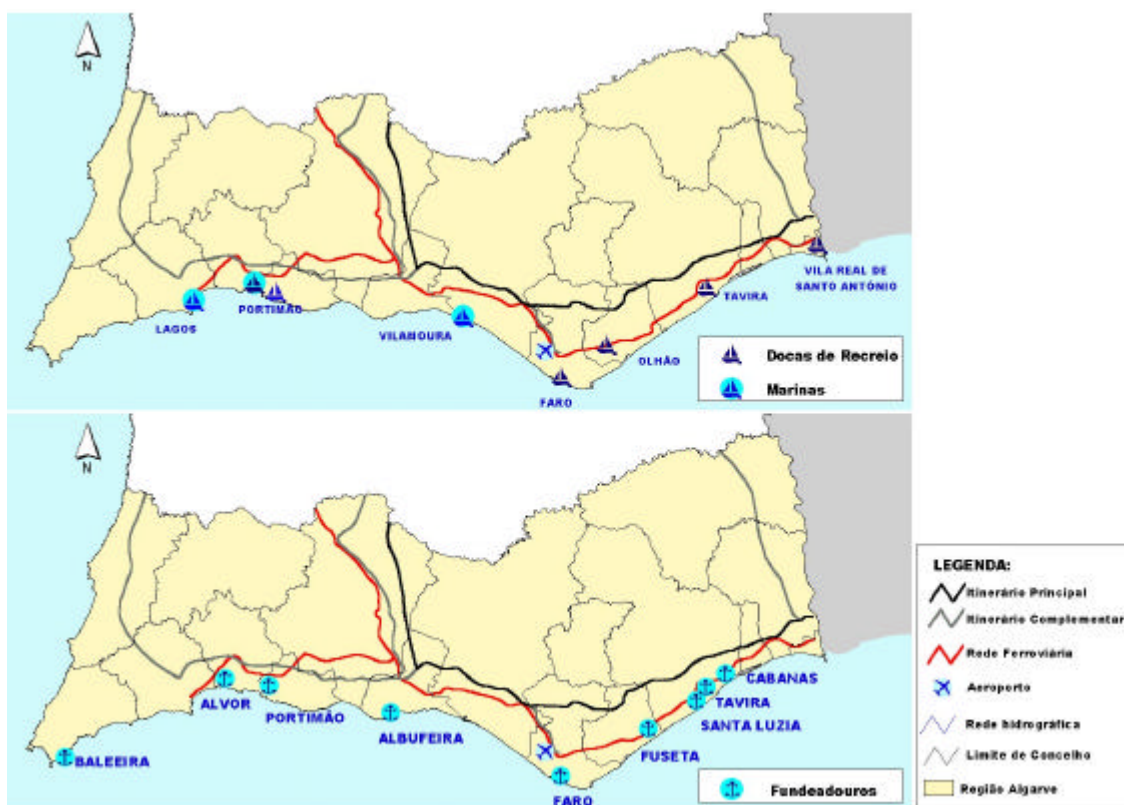 N
LAGOS
PORTIMÃO
VILAMOURA
FARO
OLHÃO
TAVIRA
VILA REAL DE
SANTO ANTÓNIO
Docas de Recreio
Marinas
N
BALEEIRA
ALVOR
PORTIMÃO
ALBUFEIRA
FARO
FUSETA
SANTA LUZIA
TAVIRA
CABANAS
Fundeadouros
LEGENDA:
Itinerário Principal
Itinerário Complementar
Rede Ferroviária
Aeroporto
Rede hidrográfica
Limite de Concelho
Região Algarve